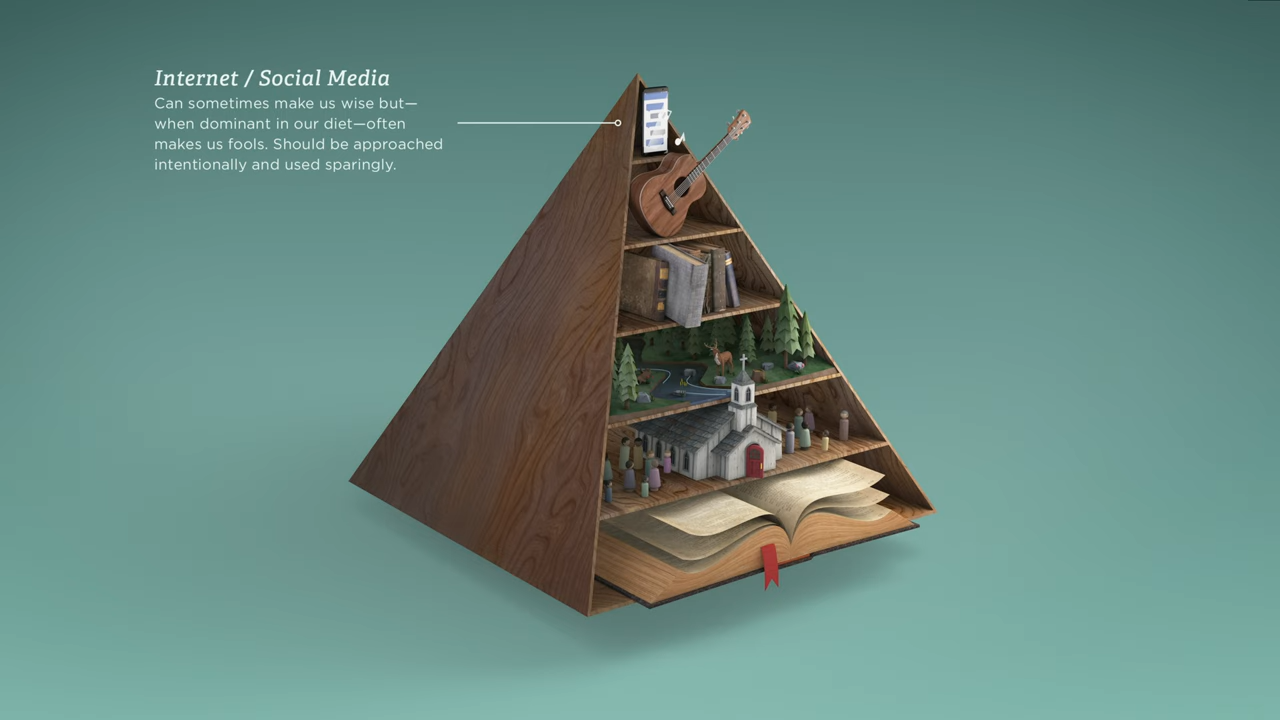 Internet / Social Media
Can sometimes make us wise but—
when dominant in our diet—often
makes us fools. Should be approached
intentionally and used sparingly.